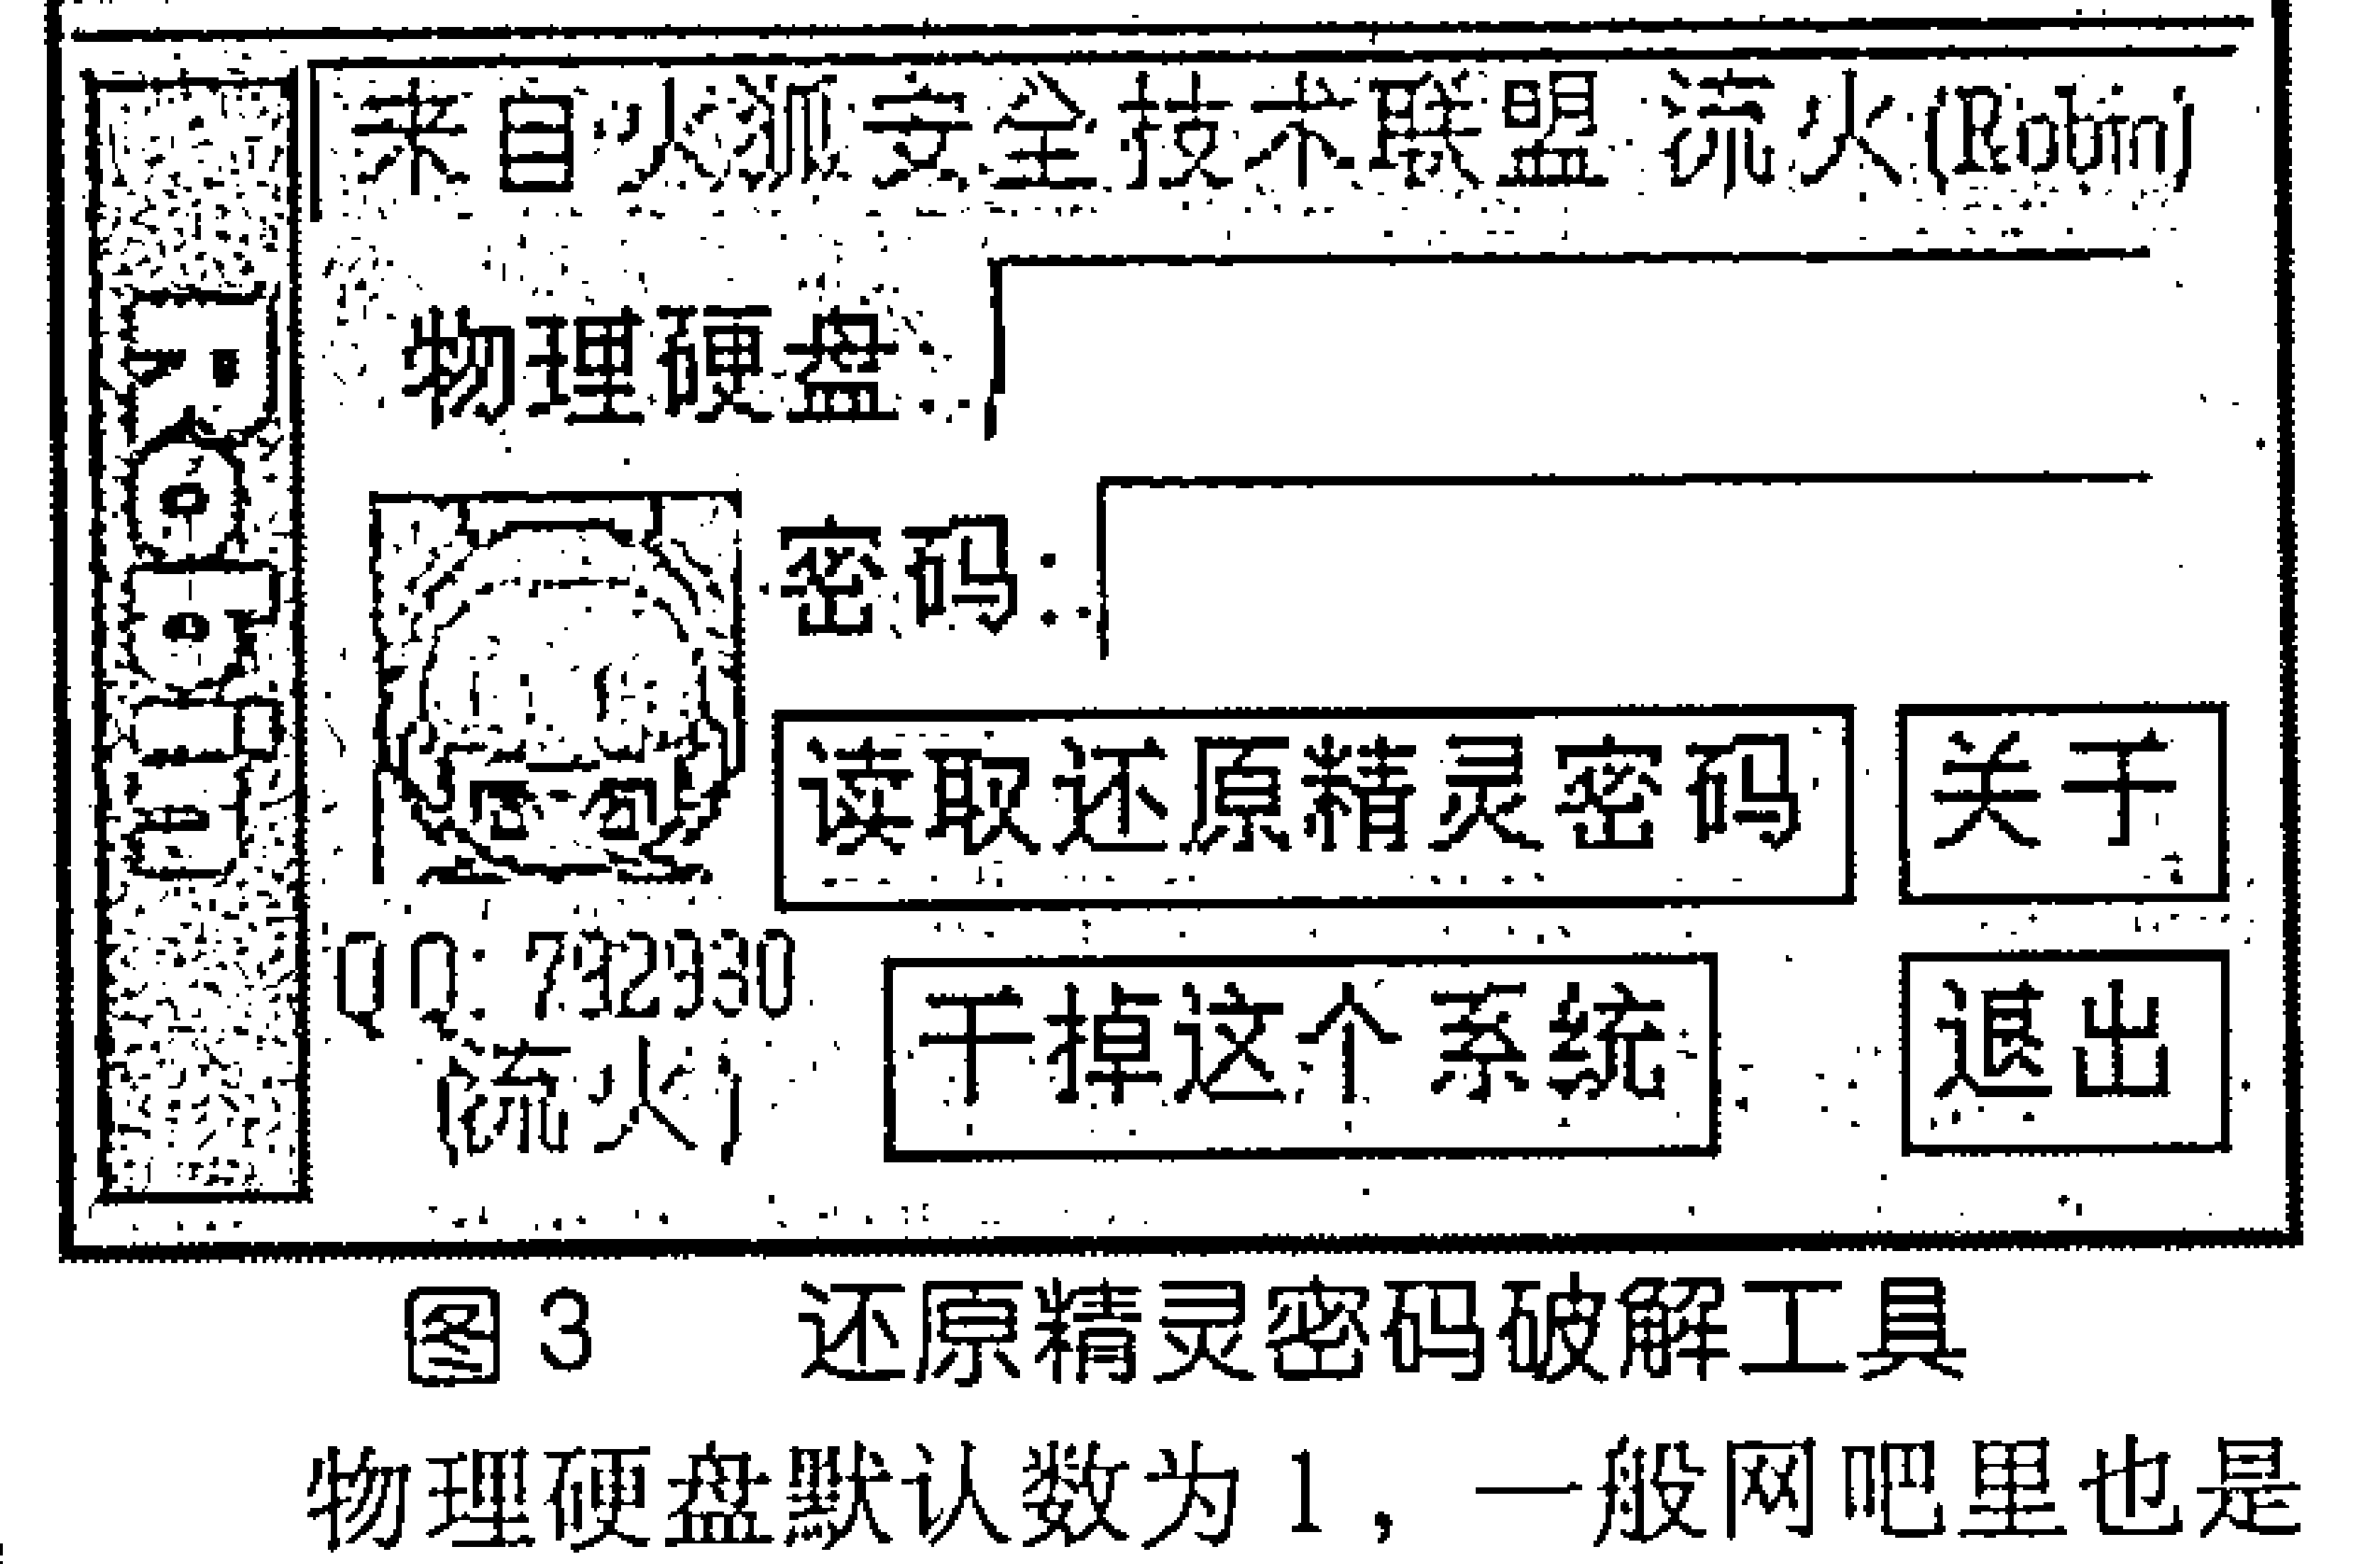 来自火狐安全技术联盟 流火(Robin)
Robin
物理硬盘:
密码:
读取还原精灵密码
关于
QQ: 792930
(流火)
干掉这个系统
退出
图3 还原精灵密码破解工具
物理硬盘默认数为1，一般网吧里也是